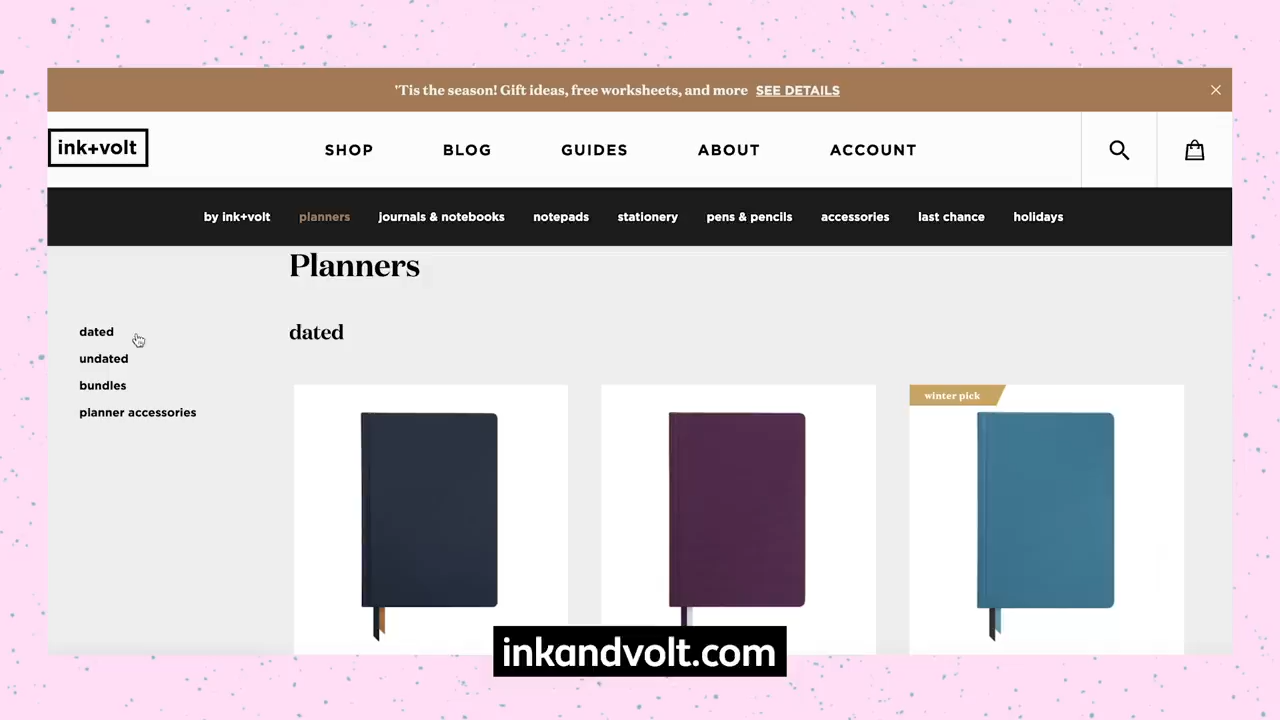 'Tis the season! Gift ideas, free worksheets, and more SEE DETAILS
ink+volt
SHOP BLOG GUIDES ABOUT ACCOUNT
by ink+volt planners journals & notebooks notepads stationery pens & pencils accessories last chance holidays
Planners
dated
dated
undated
bundles
planner accessories
winter pick
inkandvolt.com